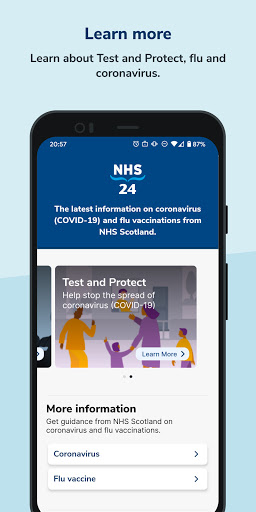 Learn more
Learn about Test and Protect, flu and
coronavirus.
20:57
87%
NHS
24
The latest information on coronavirus
(COVID-19) and flu vaccinations from
NHS Scotland.
Test and Protect
Help stop the spread of
coronavirus (COVID-19)
Learn More
More information
Get guidance from NHS Scotland on
coronavirus and flu vaccinations.
Coronavirus
Flu vaccine